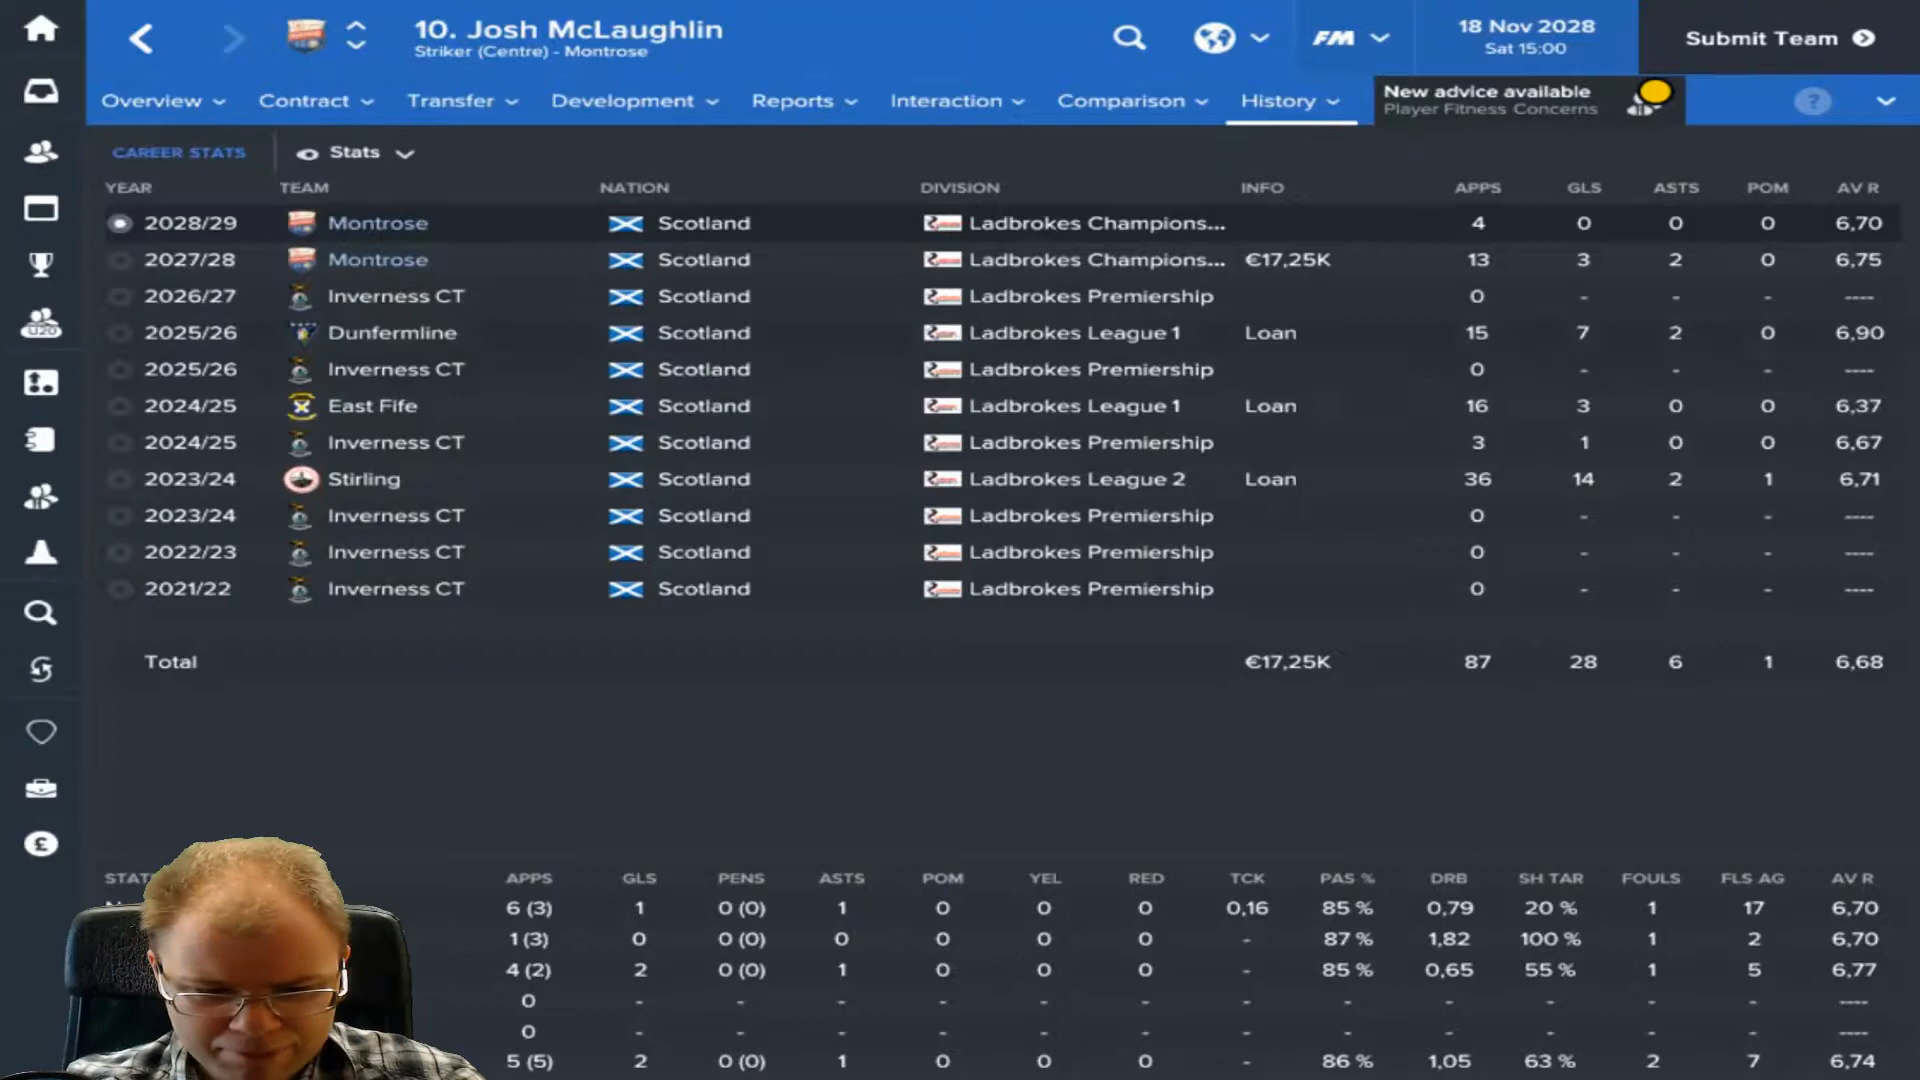 10. Josh McLaughlin
Striker (Centre) - Montrose
FM
18 Nov 2028
Sat 15:00
Submit Team
Overview Contract Transfer Development Reports Interaction Comparison History
New advice available
Player Fitness Concerns
?
CAREER STATS Stats
YEAR TEAM NATION DIVISION INFO APPS GLS ASTS POM AV R
2028/29 Montrose Scotland Ladbrokes Champions... 4 0 0 0 6,70
2027/28 Montrose Scotland Ladbrokes Champions... €17,25K 13 3 2 0 6,75
2026/27 Inverness CT Scotland Ladbrokes Premiership 0 - - - ----
2025/26 Dunfermline Scotland Ladbrokes League 1 Loan 15 7 2 0 6,90
2025/26 Inverness CT Scotland Ladbrokes Premiership 0 - - - ----
2024/25 East Fife Scotland Ladbrokes League 1 Loan 16 3 0 0 6,37
2024/25 Inverness CT Scotland Ladbrokes Premiership 3 1 0 0 6,67
2023/24 Stirling Scotland Ladbrokes League 2 Loan 36 14 2 1 6,71
2023/24 Inverness CT Scotland Ladbrokes Premiership 0 - - - ----
2022/23 Inverness CT Scotland Ladbrokes Premiership 0 - - - ----
2021/22 Inverness CT Scotland Ladbrokes Premiership 0 - - - ----
Total €17,25K 87 28 6 1 6,68
U20
£
APPS GLS PENS ASTS POM YEL RED TCK PAS % DRB SH TAR FOULS FLS AG AV R
6 (3) 1 0 (0) 1 0 0 0 0,16 85 % 0,79 20 % 1 17 6,70
1 (3) 0 0 (0) 0 0 0 0 - 87 % 1,82 100 % 1 2 6,70
4 (2) 2 0 (0) 1 0 0 0 - 85 % 0,65 55 % 1 5 6,77
0 - - - - - - - - - - - - ----
0 - - - - - - - - - - - - ----
5 (5) 2 0 (0) 1 0 0 0 - 86 % 1,05 63 % 2 7 6,74